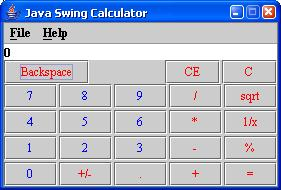 Java Swing Calculator
File Help
0
Backspace CE C
7 8 9 / sqrt
4 5 6 * 1/x
1 2 3 - %
0 +/- . + =